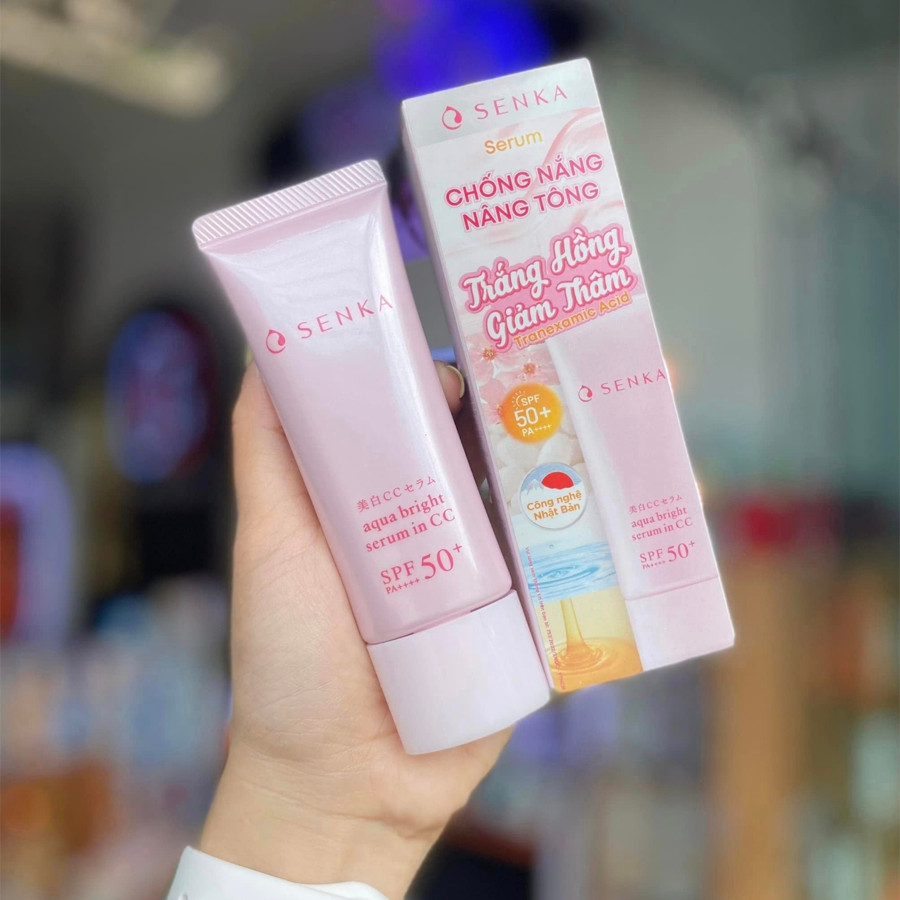 SENKA
美白CCセラム
aqua bright
serum in CC
SPF 50+
PA++++
SENKA
Serum
CHỐNG NẮNG
NÂNG TÔNG
Trắng Hồng
Giảm Thâm
Tranexamic Acid
SPF
50+
PA++++
Công nghệ
Nhật Bản
SENKA
美白CCセラム
aqua bright
serum in CC
SPF 50+
PA++++